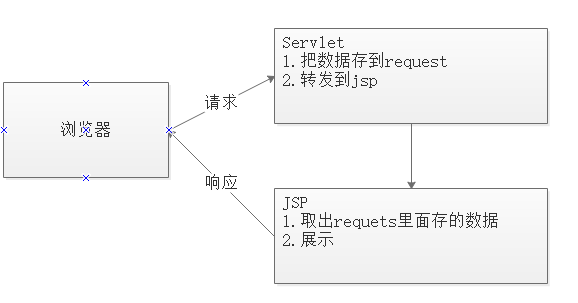 Servlet
1.把数据存到request
2.转发到jsp
请求
浏览器
响应
JSP
1.取出requets里面存的数据
2.展示